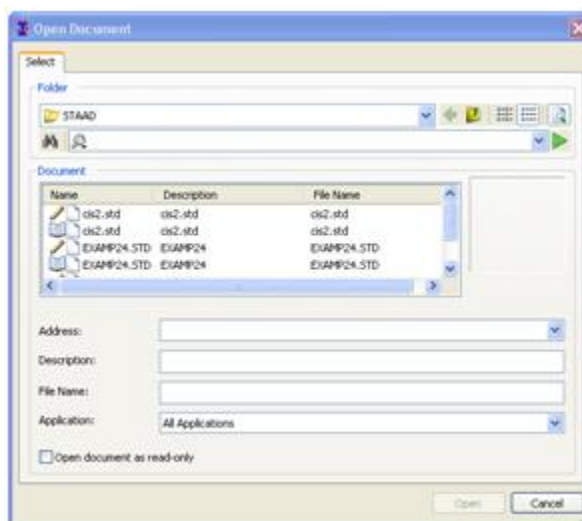 Open Document
Select
Folder
STAAD
Document
Name Description File Name
cis2.std cis2.std cis2.std
cis2.std cis2.std cis2.std
EXAMP24.STD EXAMP24 EXAMP24.STD
EXAMP24.STD EXAMP24 EXAMP24.STD
Address:
Description:
File Name:
Application: All Applications
Open document as read-only
Open Cancel